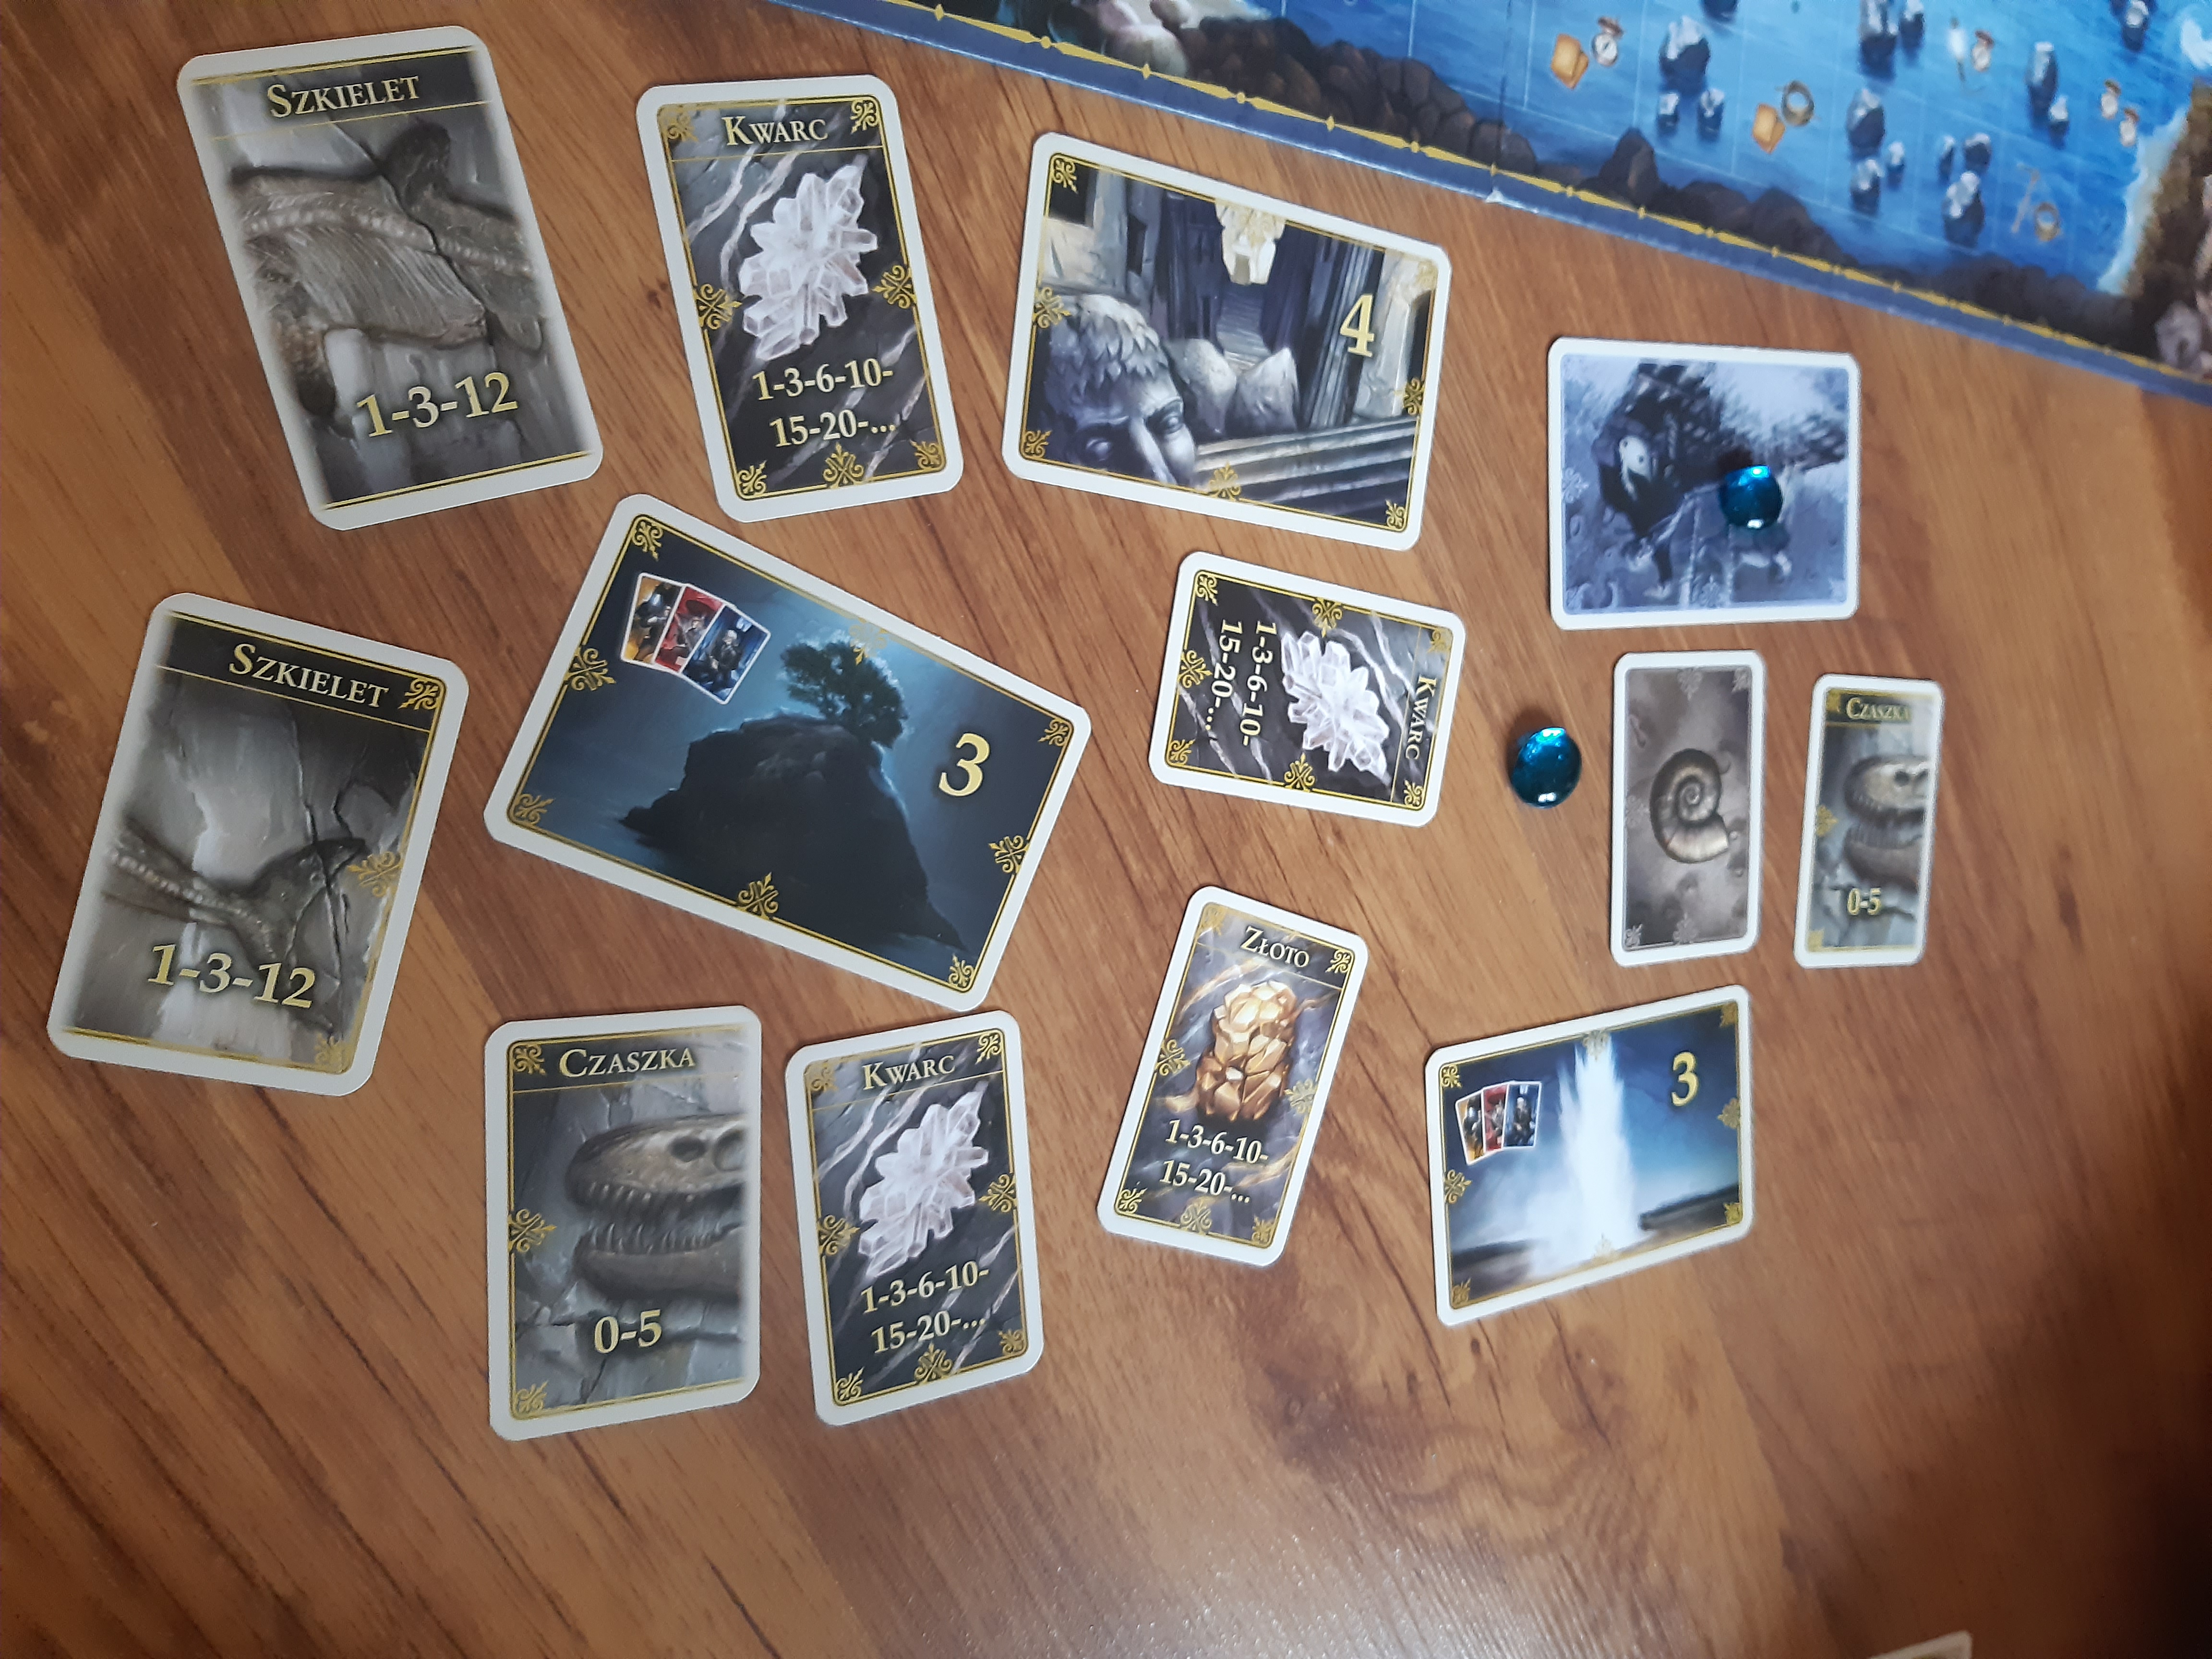 CZASZKA
0-5
3
4
KWARC
1-3-6-10-
15-20-...
ZŁOTO
1-3-6-10-
15-20-...
3
KWARC
1-3-6-10-
15-20-...
KWARC
1-3-6-10-
15-20-...
CZASZKA
0-5
SZKIELET
1-3-12
SZKIELET
1-3-12